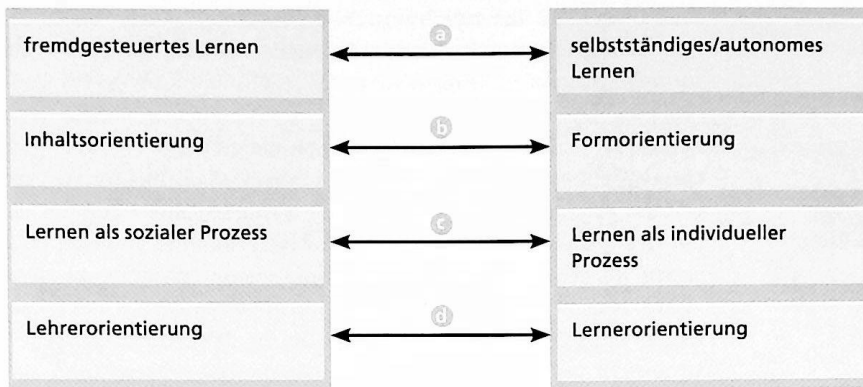 fremdgesteuertes Lernen
a
selbstständiges/autonomes
Lernen
Inhaltsorientierung
b
Formorientierung
Lernen als sozialer Prozess
c
Lernen als individueller
Prozess
Lehrerorientierung
d
Lernerorientierung